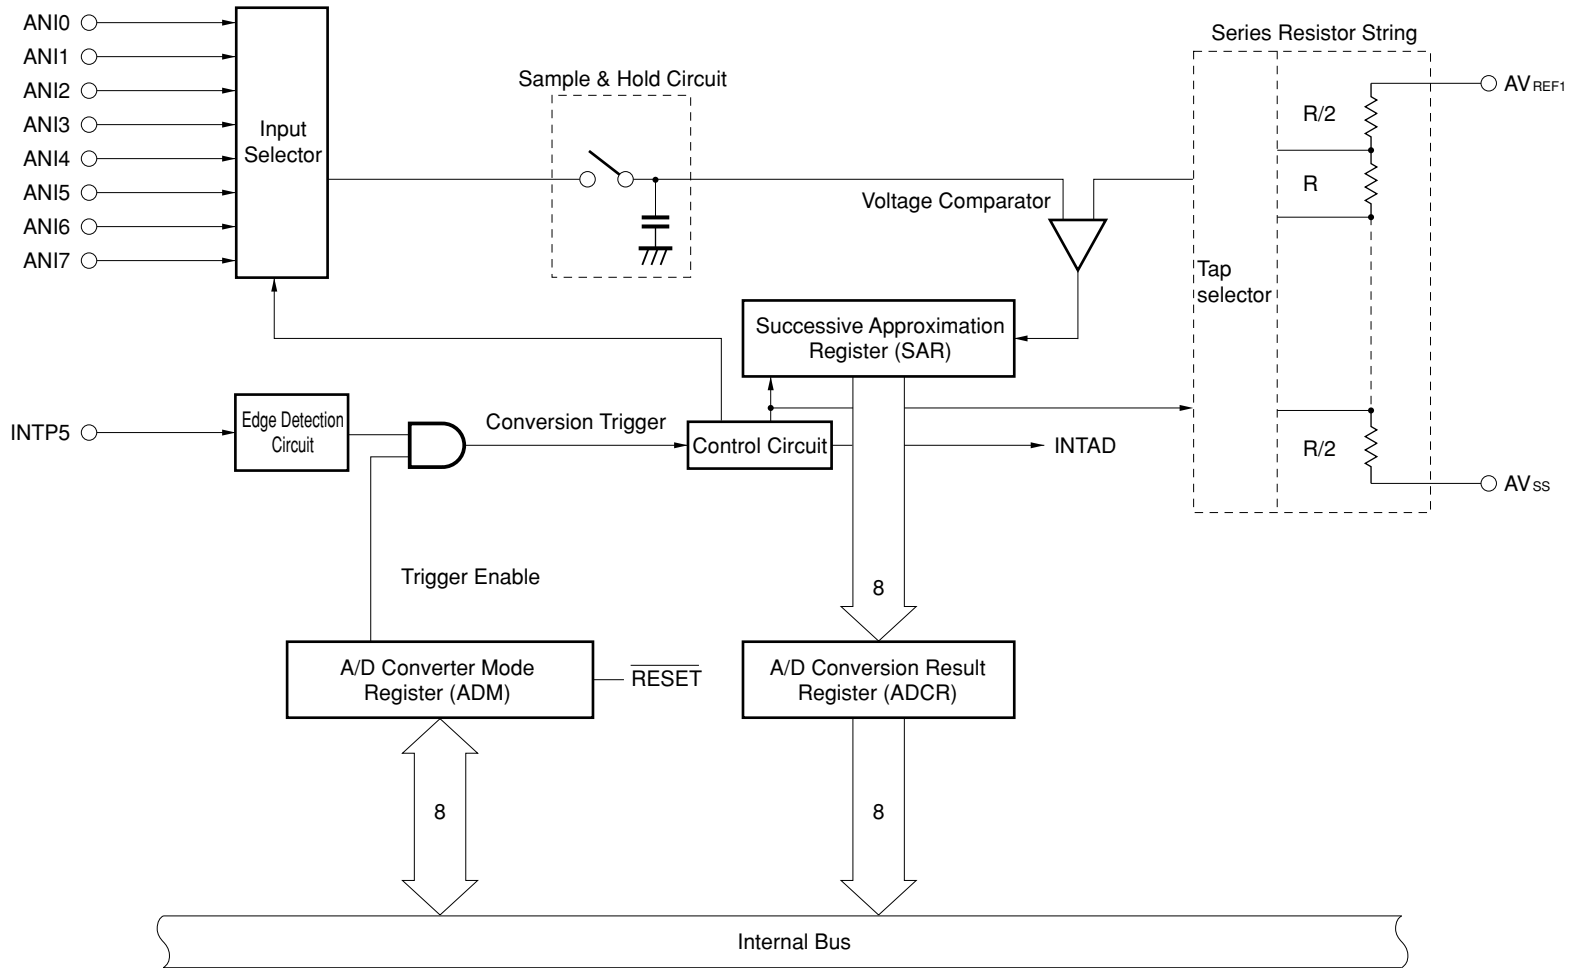 ANI0
ANI1
ANI2
ANI3
ANI4
ANI5
ANI6
ANI7
Input
Selector
Sample & Hold Circuit
Voltage Comparator
Series Resistor String
AVREF1
R/2
R
Tap
selector
R/2
AVSS
Successive Approximation
Register (SAR)
INTP5
Edge Detection
Circuit
Conversion Trigger
Control Circuit
INTAD
Trigger Enable
8
A/D Converter Mode
Register (ADM)
RESET
A/D Conversion Result
Register (ADCR)
8
8
Internal Bus